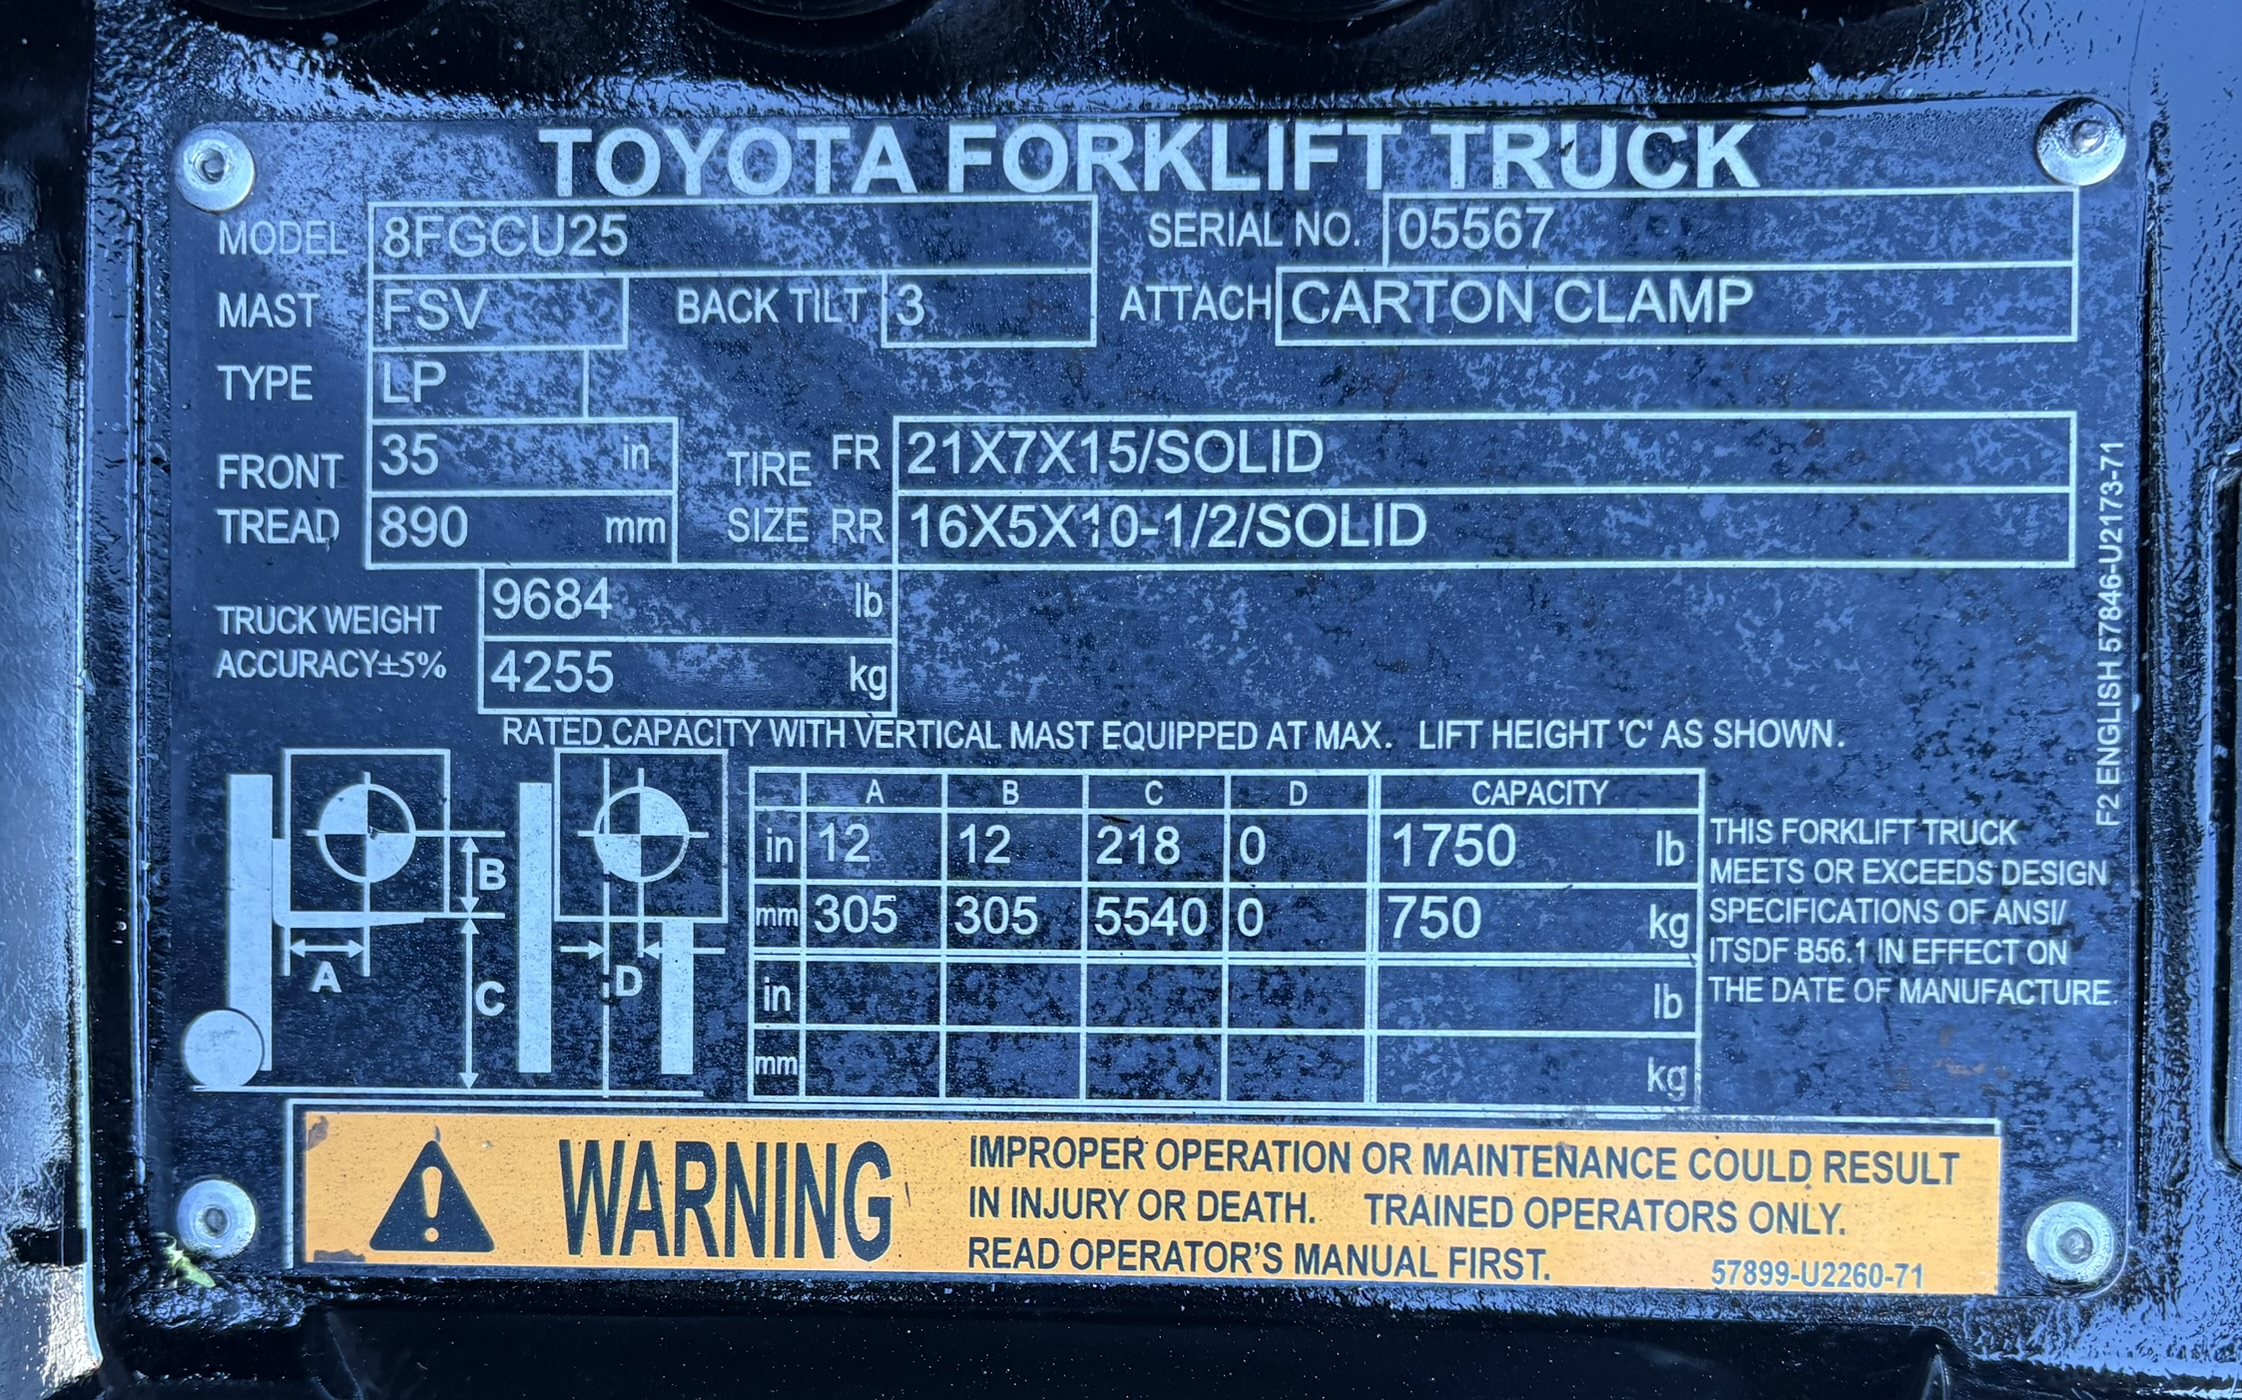 TOYOTA FORKLIFT TRUCK
MODEL 8FGCU25 SERIAL NO. 05567
MAST FSV BACK TILT 3 ATTACH CARTON CLAMP
TYPE LP
FRONT TREAD 35 in TIRE SIZE FR 21X7X15/SOLID
890 mm RR 16X5X10-1/2/SOLID
TRUCK WEIGHT 9684 lb
ACCURACY±5% 4255 kg
RATED CAPACITY WITH VERTICAL MAST EQUIPPED AT MAX. LIFT HEIGHT 'C' AS SHOWN.
A B C D CAPACITY
in 12 12 218 0 1750 lb
mm 305 305 5540 0 750 kg
in lb
mm kg
B
A
C
D
THIS FORKLIFT TRUCK
MEETS OR EXCEEDS DESIGN
SPECIFICATIONS OF ANSI/
ITSDF B56.1 IN EFFECT ON
THE DATE OF MANUFACTURE.
F2 ENGLISH 57846-U2173-71
WARNING
IMPROPER OPERATION OR MAINTENANCE COULD RESULT
IN INJURY OR DEATH. TRAINED OPERATORS ONLY.
READ OPERATOR'S MANUAL FIRST.
57899-U2260-71